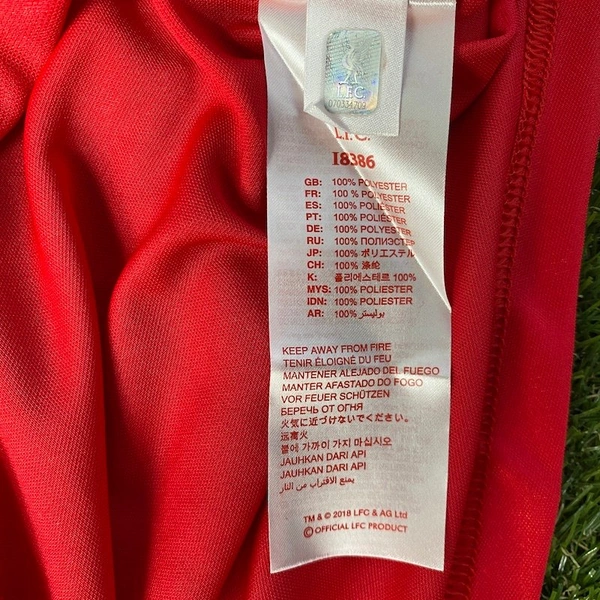 L.F.C.
070334702
L.F.C.
I8386
GB: 100% POLYESTER
FR: 100 % POLYESTER
ES: 100% POLIÉSTER
PT: 100% POLIÉSTER
DE: 100% POLYESTER
RU: 100% ПОЛИЭСТЕР
JP: 100% ポリエステル
CH: 100% 涤纶
K: 폴리에스테르 100%
MYS: 100% POLIESTER
IDN: 100% POLIESTER
AR: 100% بوليستر
KEEP AWAY FROM FIRE
TENIR ÉLOIGNÉ DU FEU
MANTENER ALEJADO DEL FUEGO
MANTER AFASTADO DO FOGO
VOR FEUER SCHÜTZEN
БЕРЕЧЬ ОТ ОГНЯ
火気に近づけないでください。
远离火
불에 가까이 가지 마십시오
JAUHKAN DARI API
JAUHKAN DARI API
يمنع الاقتراب من النار
TM & © 2018 LFC & AG Ltd
© OFFICIAL LFC PRODUCT